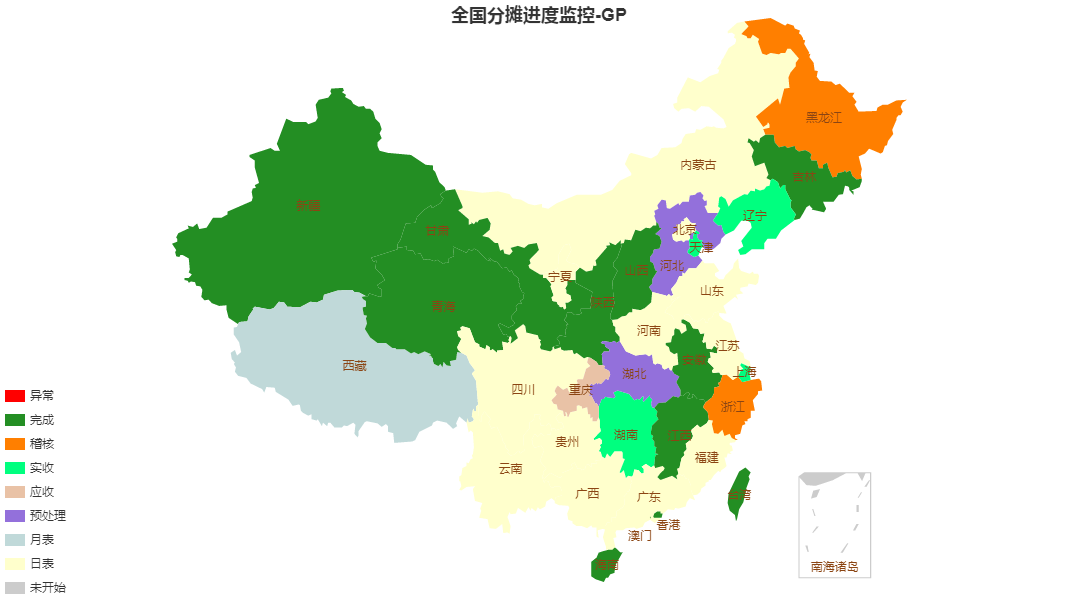 全国分摊进度监控-GP
黑龙江
内蒙古
吉林
新疆
辽宁
甘肃
北京
天津
河北
山西
宁夏
山东
陕西
青海
河南
江苏
安徽
西藏
上海
湖北
四川
重庆
浙江
湖南
江西
贵州
福建
云南
广西
广东
台湾
香港
澳门
海南
南海诸岛
异常
完成
稽核
实收
应收
预处理
月表
日表
未开始